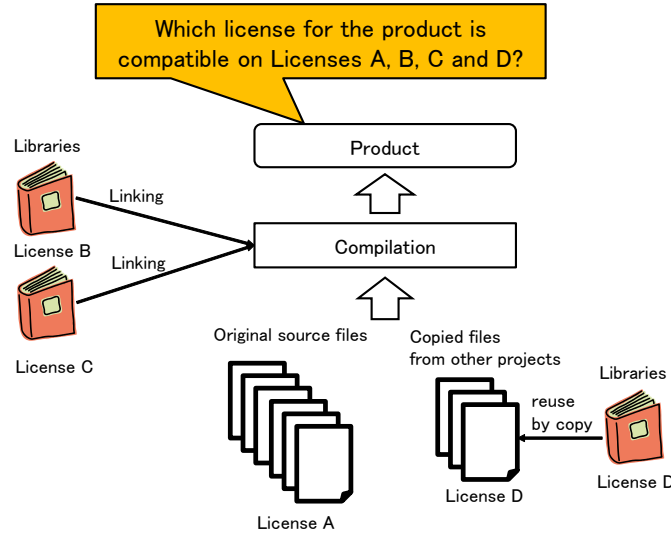 Which license for the product is
compatible on Licenses A, B, C and D?
Product
Libraries
Linking
License B
Compilation
Linking
License C
Original source files
Copied files
from other projects
Libraries
reuse
by copy
License D
License D
License A